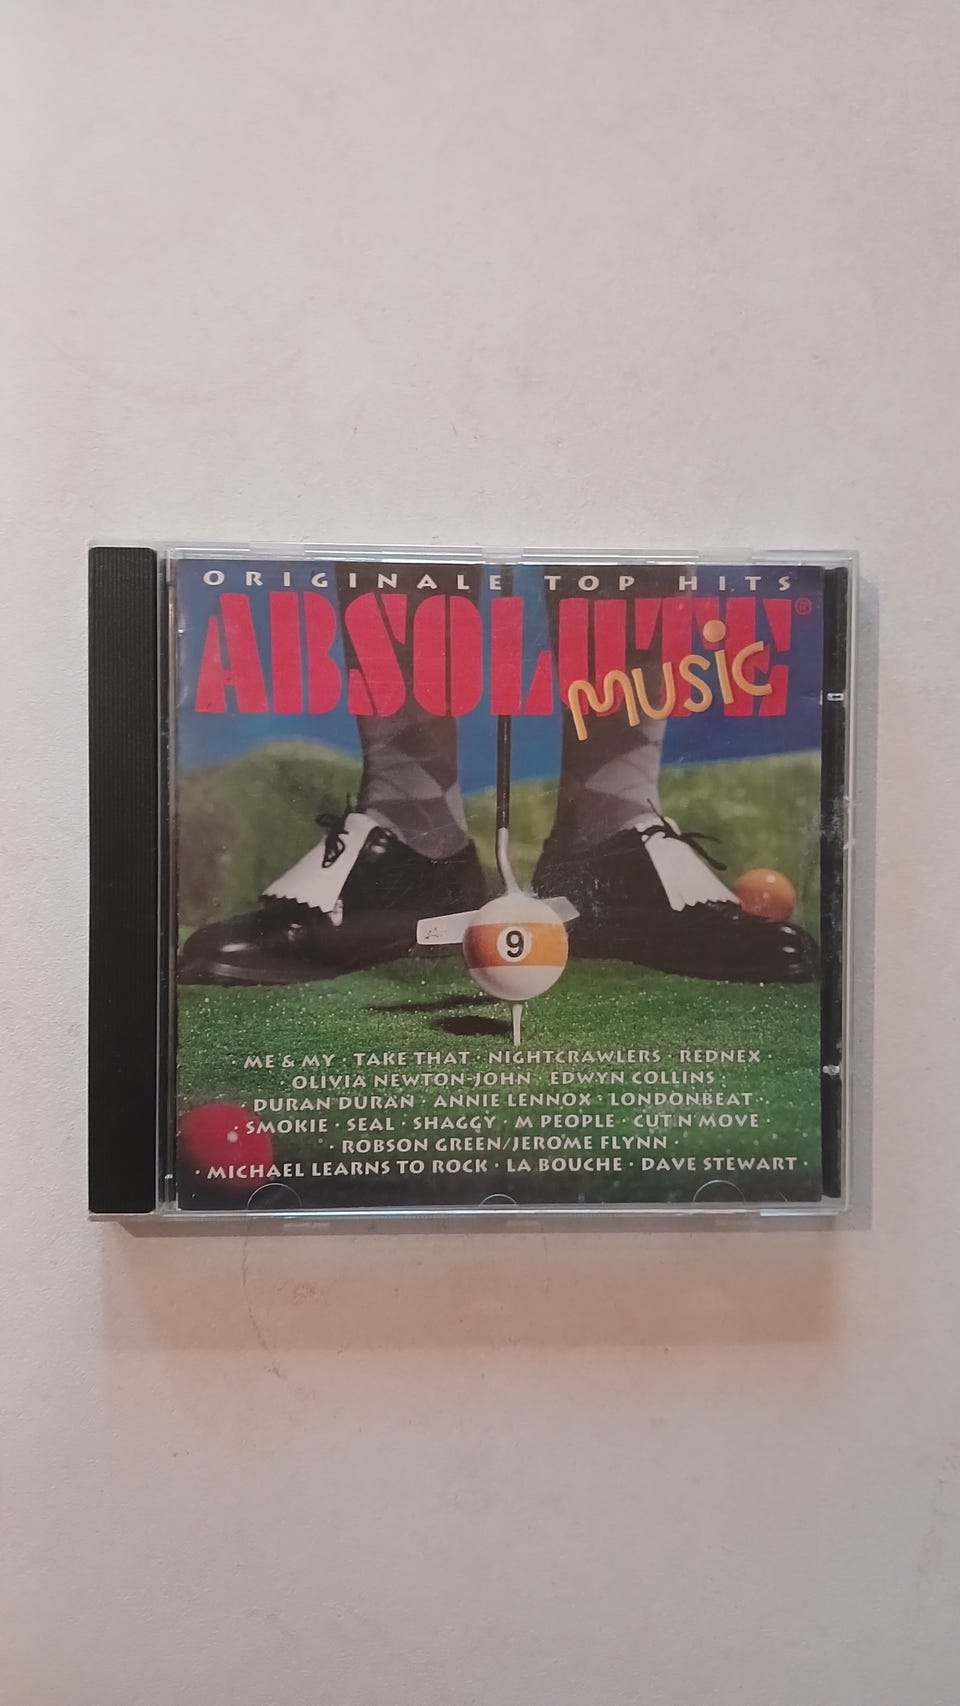 ORIGINALE TOP HITS
ABSOLUTE®
MUSIC
9
· ME & MY · TAKE THAT · NIGHTCRAWLERS · REDNEX ·
· OLIVIA NEWTON-JOHN · EDWYN COLLINS ·
· DURAN DURAN · ANNIE LENNOX · LONDONBEAT ·
· SMOKIE · SEAL · SHAGGY · M PEOPLE · CUT'N'MOVE ·
· ROBSON GREEN/JEROME FLYNN ·
· MICHAEL LEARNS TO ROCK · LA BOUCHE · DAVE STEWART ·